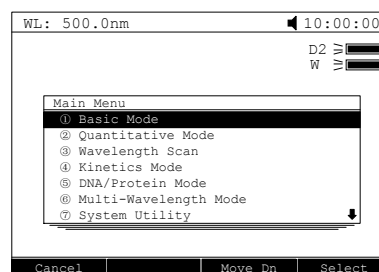 WL: 500.0nm 10:00:00
D2
W
Main Menu
① Basic Mode
② Quantitative Mode
③ Wavelength Scan
④ Kinetics Mode
⑤ DNA/Protein Mode
⑥ Multi-Wavelength Mode
⑦ System Utility
Cancel Move Dn Select